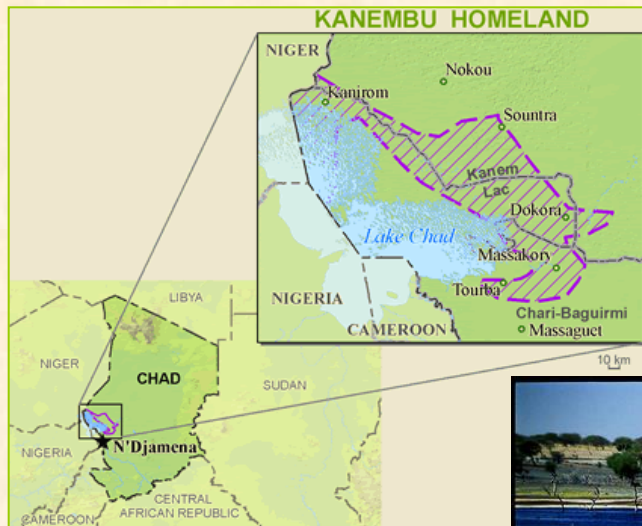 KANEMBU HOMELAND
NIGER
Nokou
Kanirom
Sountra
Kanem
Lac
Dokora
Lake Chad
Massakory
Tourba
NIGERIA
Chari-Baguirmi
CAMEROON
Massaguet
10 km
LIBYA
NIGER
CHAD
SUDAN
N'Djamena
NIGERIA
CENTRAL
AFRICAN REPUBLIC
CAMEROON